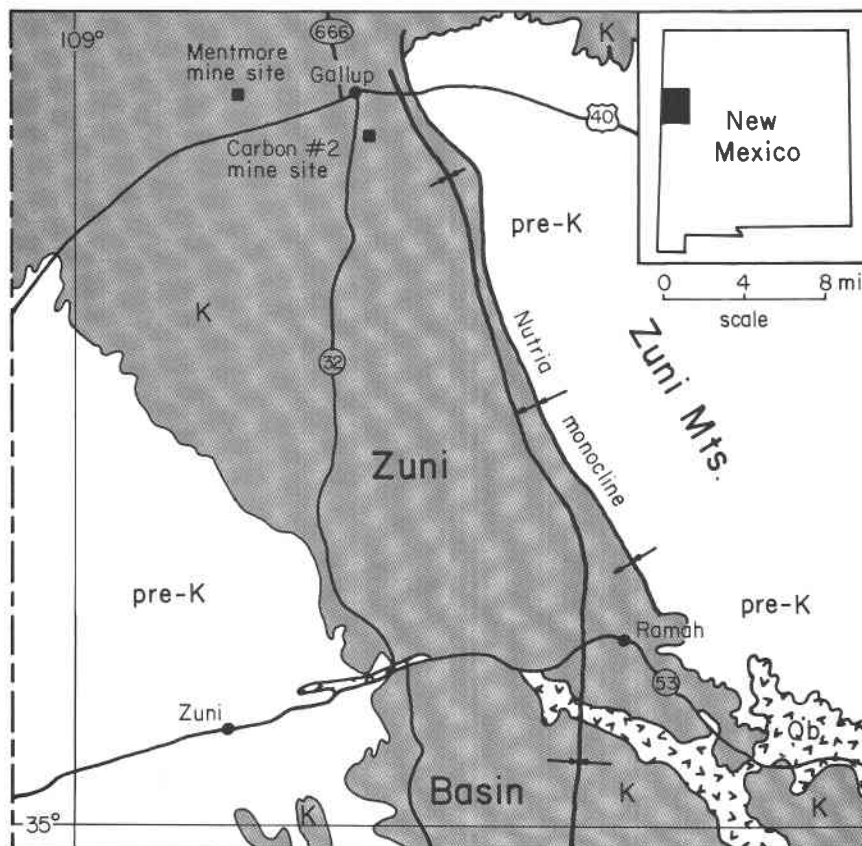 109°
666
K
Mentmore
mine site
Gallup
40
Carbon #2
mine site
New
Mexico
pre-K
0 4 8 mi
scale
K
Nutria
monocline
Zuni Mts.
32
Zuni
pre-K
pre-K
Ramah
53
Zuni
Qb
Basin
K
K
K
35°